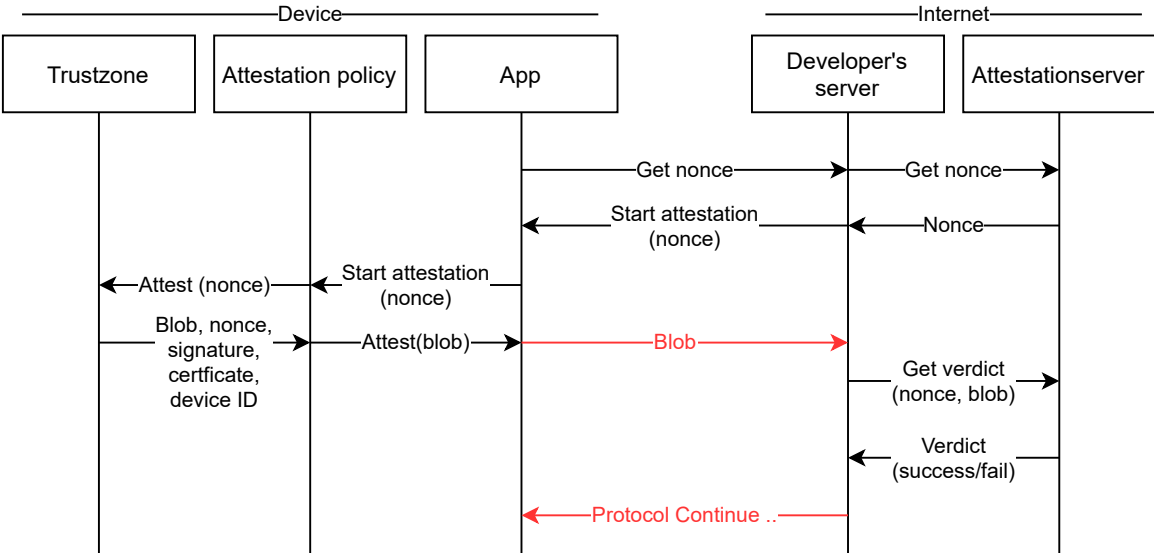 Device
Internet
Trustzone
Attestation policy
App
Developer's
server
Attestationserver
Get nonce
Get nonce
Start attestation
(nonce)
Nonce
Attest (nonce)
Start attestation
(nonce)
Blob, nonce,
signature,
certficate,
device ID
Attest(blob)
Blob
Get verdict
(nonce, blob)
Verdict
(success/fail)
Protocol Continue ..